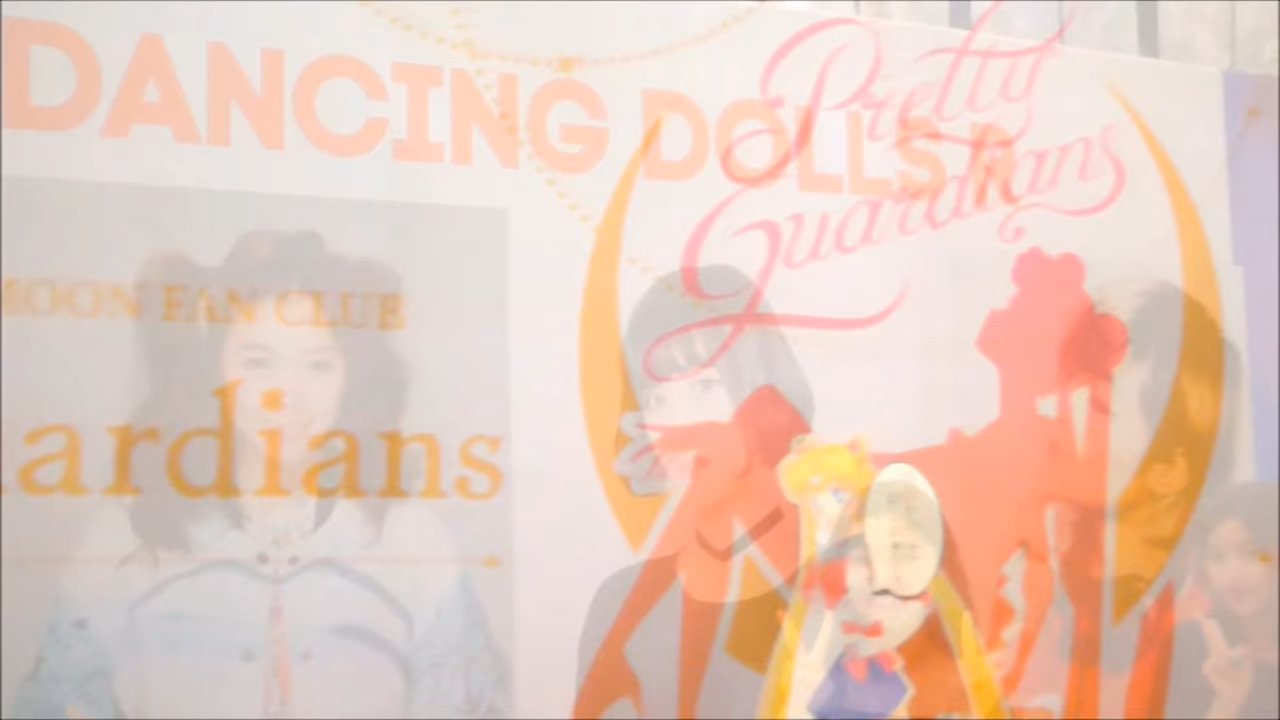 DANCING DOLLS
Pretty
Guardians
MOON FAN CLUB
ardians